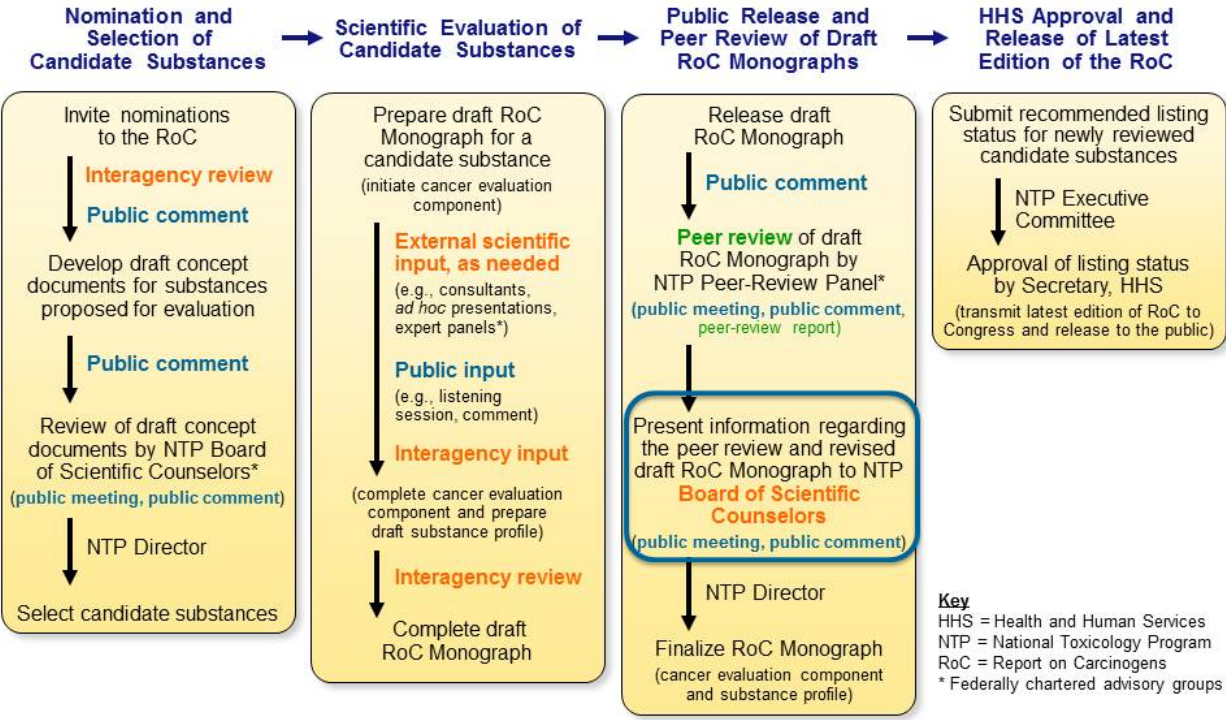 Nomination and
Selection of
Candidate Substances
Invite nominations
to the RoC
Interagency review
Public comment
Develop draft concept
documents for substances
proposed for evaluation
Public comment
Review of draft concept
documents by NTP Board
of Scientific Counselors*
(public meeting, public comment)
NTP Director
Select candidate substances
Scientific Evaluation of
Candidate Substances
Prepare draft RoC
Monograph for a
candidate substance
(initiate cancer evaluation
component)
External scientific
input, as needed
(e.g., consultants,
ad hoc presentations,
expert panels*)
Public input
(e.g., listening
session, comment)
Interagency input
(complete cancer evaluation
component and prepare
draft substance profile)
Interagency review
Complete draft
RoC Monograph
Public Release and
Peer Review of Draft
RoC Monographs
Release draft
RoC Monograph
Public comment
Peer review of draft
RoC Monograph by
NTP Peer-Review Panel*
(public meeting, public comment,
peer-review report)
Present information regarding
the peer review and revised
draft RoC Monograph to NTP
Board of Scientific
Counselors
(public meeting, public comment)
NTP Director
Finalize RoC Monograph
(cancer evaluation component
and substance profile)
HHS Approval and
Release of Latest
Edition of the RoC
Submit recommended listing
status for newly reviewed
candidate substances
NTP Executive
Committee
Approval of listing status
by Secretary, HHS
(transmit latest edition of RoC to
Congress and release to the public)
Key
HHS = Health and Human Services
NTP = National Toxicology Program
RoC = Report on Carcinogens
* Federally chartered advisory groups